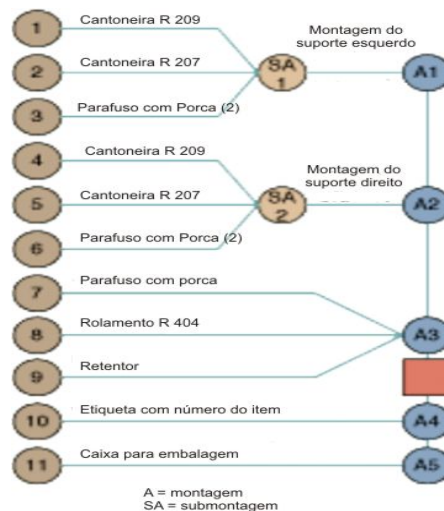 1 Cantoneira R 209
2 Cantoneira R 207
3 Parafuso com Porca (2)
SA
1
Montagem do
suporte esquerdo
A1
4 Cantoneira R 209
5 Cantoneira R 207
6 Parafuso com Porca (2)
SA
2
Montagem do
suporte direito
A2
7 Parafuso com porca
8 Rolamento R 404
9 Retentor
A3
10 Etiqueta com número do item
A4
11 Caixa para embalagem
A5
A = montagem
SA = submontagem